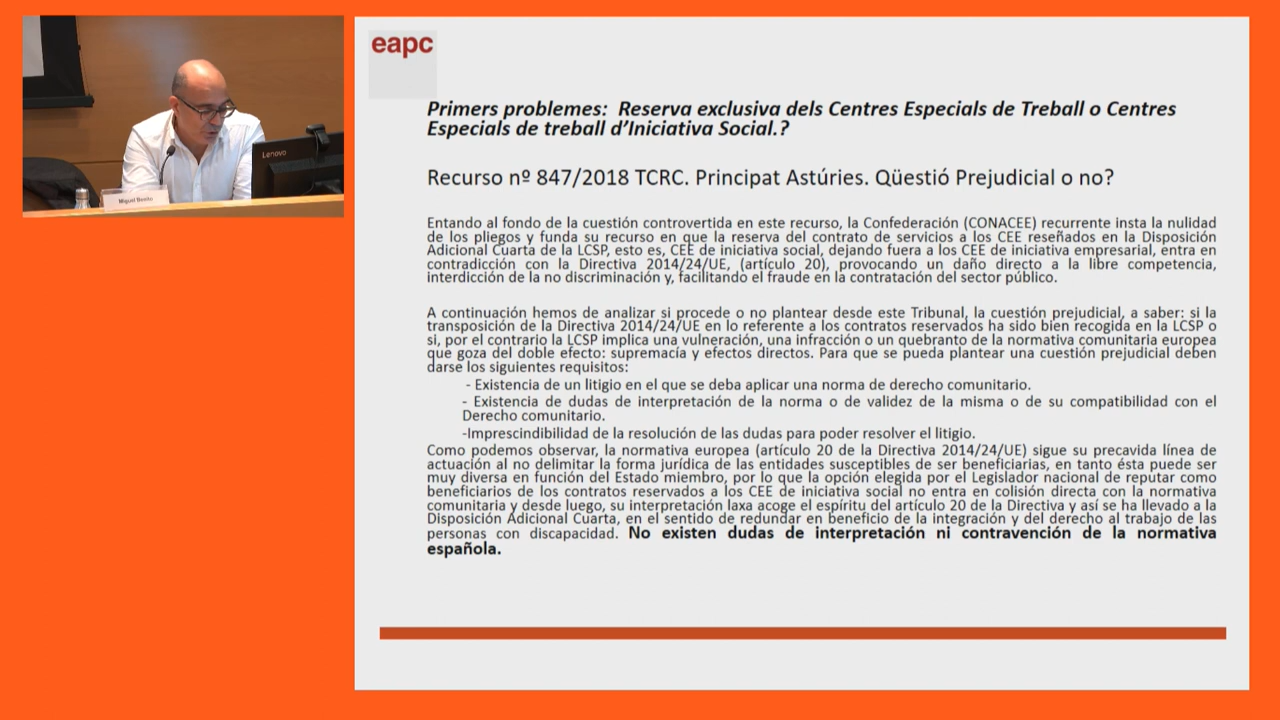 eapc
Primers problemes: Reserva exclusiva dels Centres Especials de Treball o Centres
Especials de treball d'Iniciativa Social.?
Recurso nº 847/2018 TCRC. Principat Astúries. Qüestió Prejudicial o no?
Entando al fondo de la cuestión controvertida en este recurso, la Confederación (CONACEE) recurrente insta la nulidad
de los pliegos y funda su recurso en que la reserva del contrato de servicios a los CEE reseñados en la Disposición
Adicional Cuarta de la LCSP, esto es, CEE de iniciativa social, dejando fuera a los CEE de iniciativa empresarial, entra en
contradicción con la Directiva 2014/24/UE, (artículo 20), provocando un daño directo a la libre competencia,
interdicción de la no discriminación y, facilitando el fraude en la contratación del sector público.
A continuación hemos de analizar si procede o no plantear desde este Tribunal, la cuestión prejudicial, a saber: si la
transposición de la Directiva 2014/24/UE en lo referente a los contratos reservados ha sido bien recogida en la LCSP o
si, por el contrario la LCSP implica una vulneración, una infracción o un quebranto de la normativa comunitaria europea
que goza del doble efecto: supremacía y efectos directos. Para que se pueda plantear una cuestión prejudicial deben
darse los siguientes requisitos:
- Existencia de un litigio en el que se deba aplicar una norma de derecho comunitario.
- Existencia de dudas de interpretación de la norma o de validez de la misma o de su compatibilidad con el
Derecho comunitario.
-Imprescindibilidad de la resolución de las dudas para poder resolver el litigio.
Como podemos observar, la normativa europea (artículo 20 de la Directiva 2014/24/UE) sigue su precavida línea de
actuación al no delimitar la forma jurídica de las entidades susceptibles de ser beneficiarias, en tanto ésta puede ser
muy diversa en función del Estado miembro, por lo que la opción elegida por el Legislador nacional de reputar como
beneficiarios de los contratos reservados a los CEE de iniciativa social no entra en colisión directa con la normativa
comunitaria y desde luego, su interpretación laxa acoge el espíritu del artículo 20 de la Directiva y así se ha llevado a la
Disposición Adicional Cuarta, en el sentido de redundar en beneficio de la integración y del derecho al trabajo de las
personas con discapacidad. No existen dudas de interpretación ni contravención de la normativa
española.
Lenovo
Miguel Benito